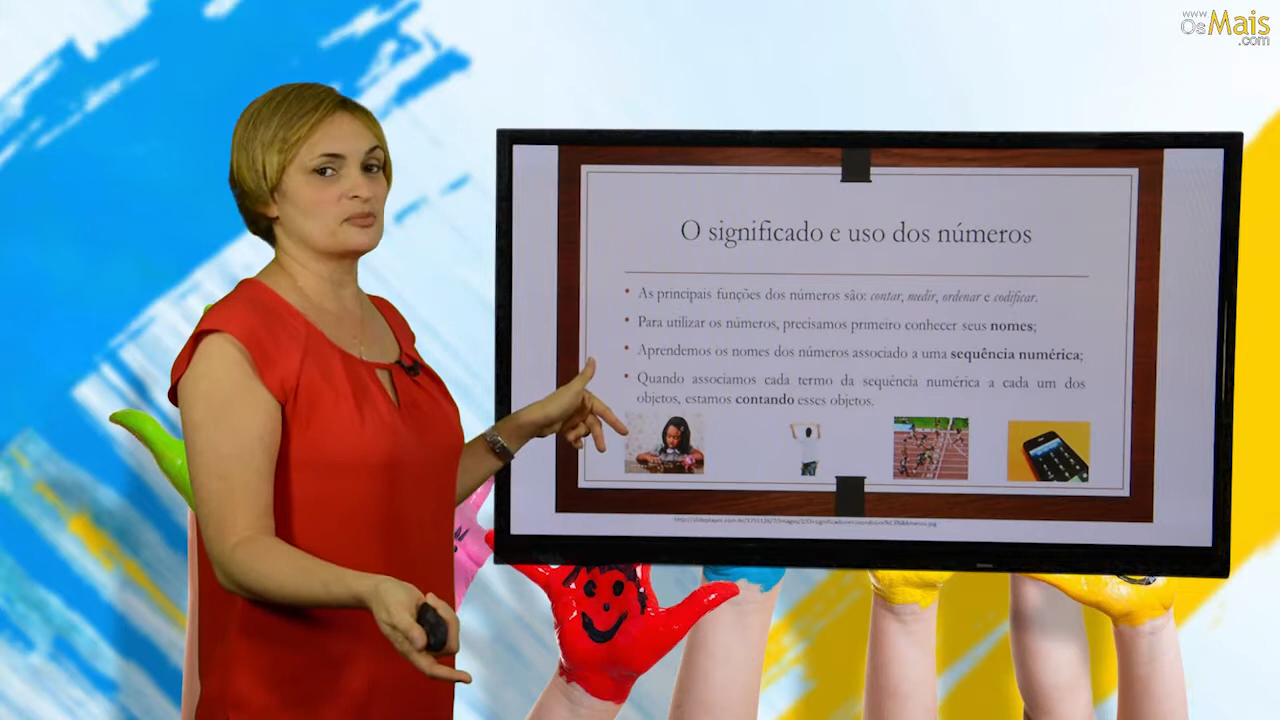 www
OsMais
.com
O significado e uso dos números
• As principais funções dos números são: contar, medir, ordenar e codificar.
• Para utilizar os números, precisamos primeiro conhecer seus nomes;
• Aprendemos os nomes dos números associado a uma sequência numérica;
• Quando associamos cada termo da sequência numérica a cada um dos
objetos, estamos contando esses objetos.